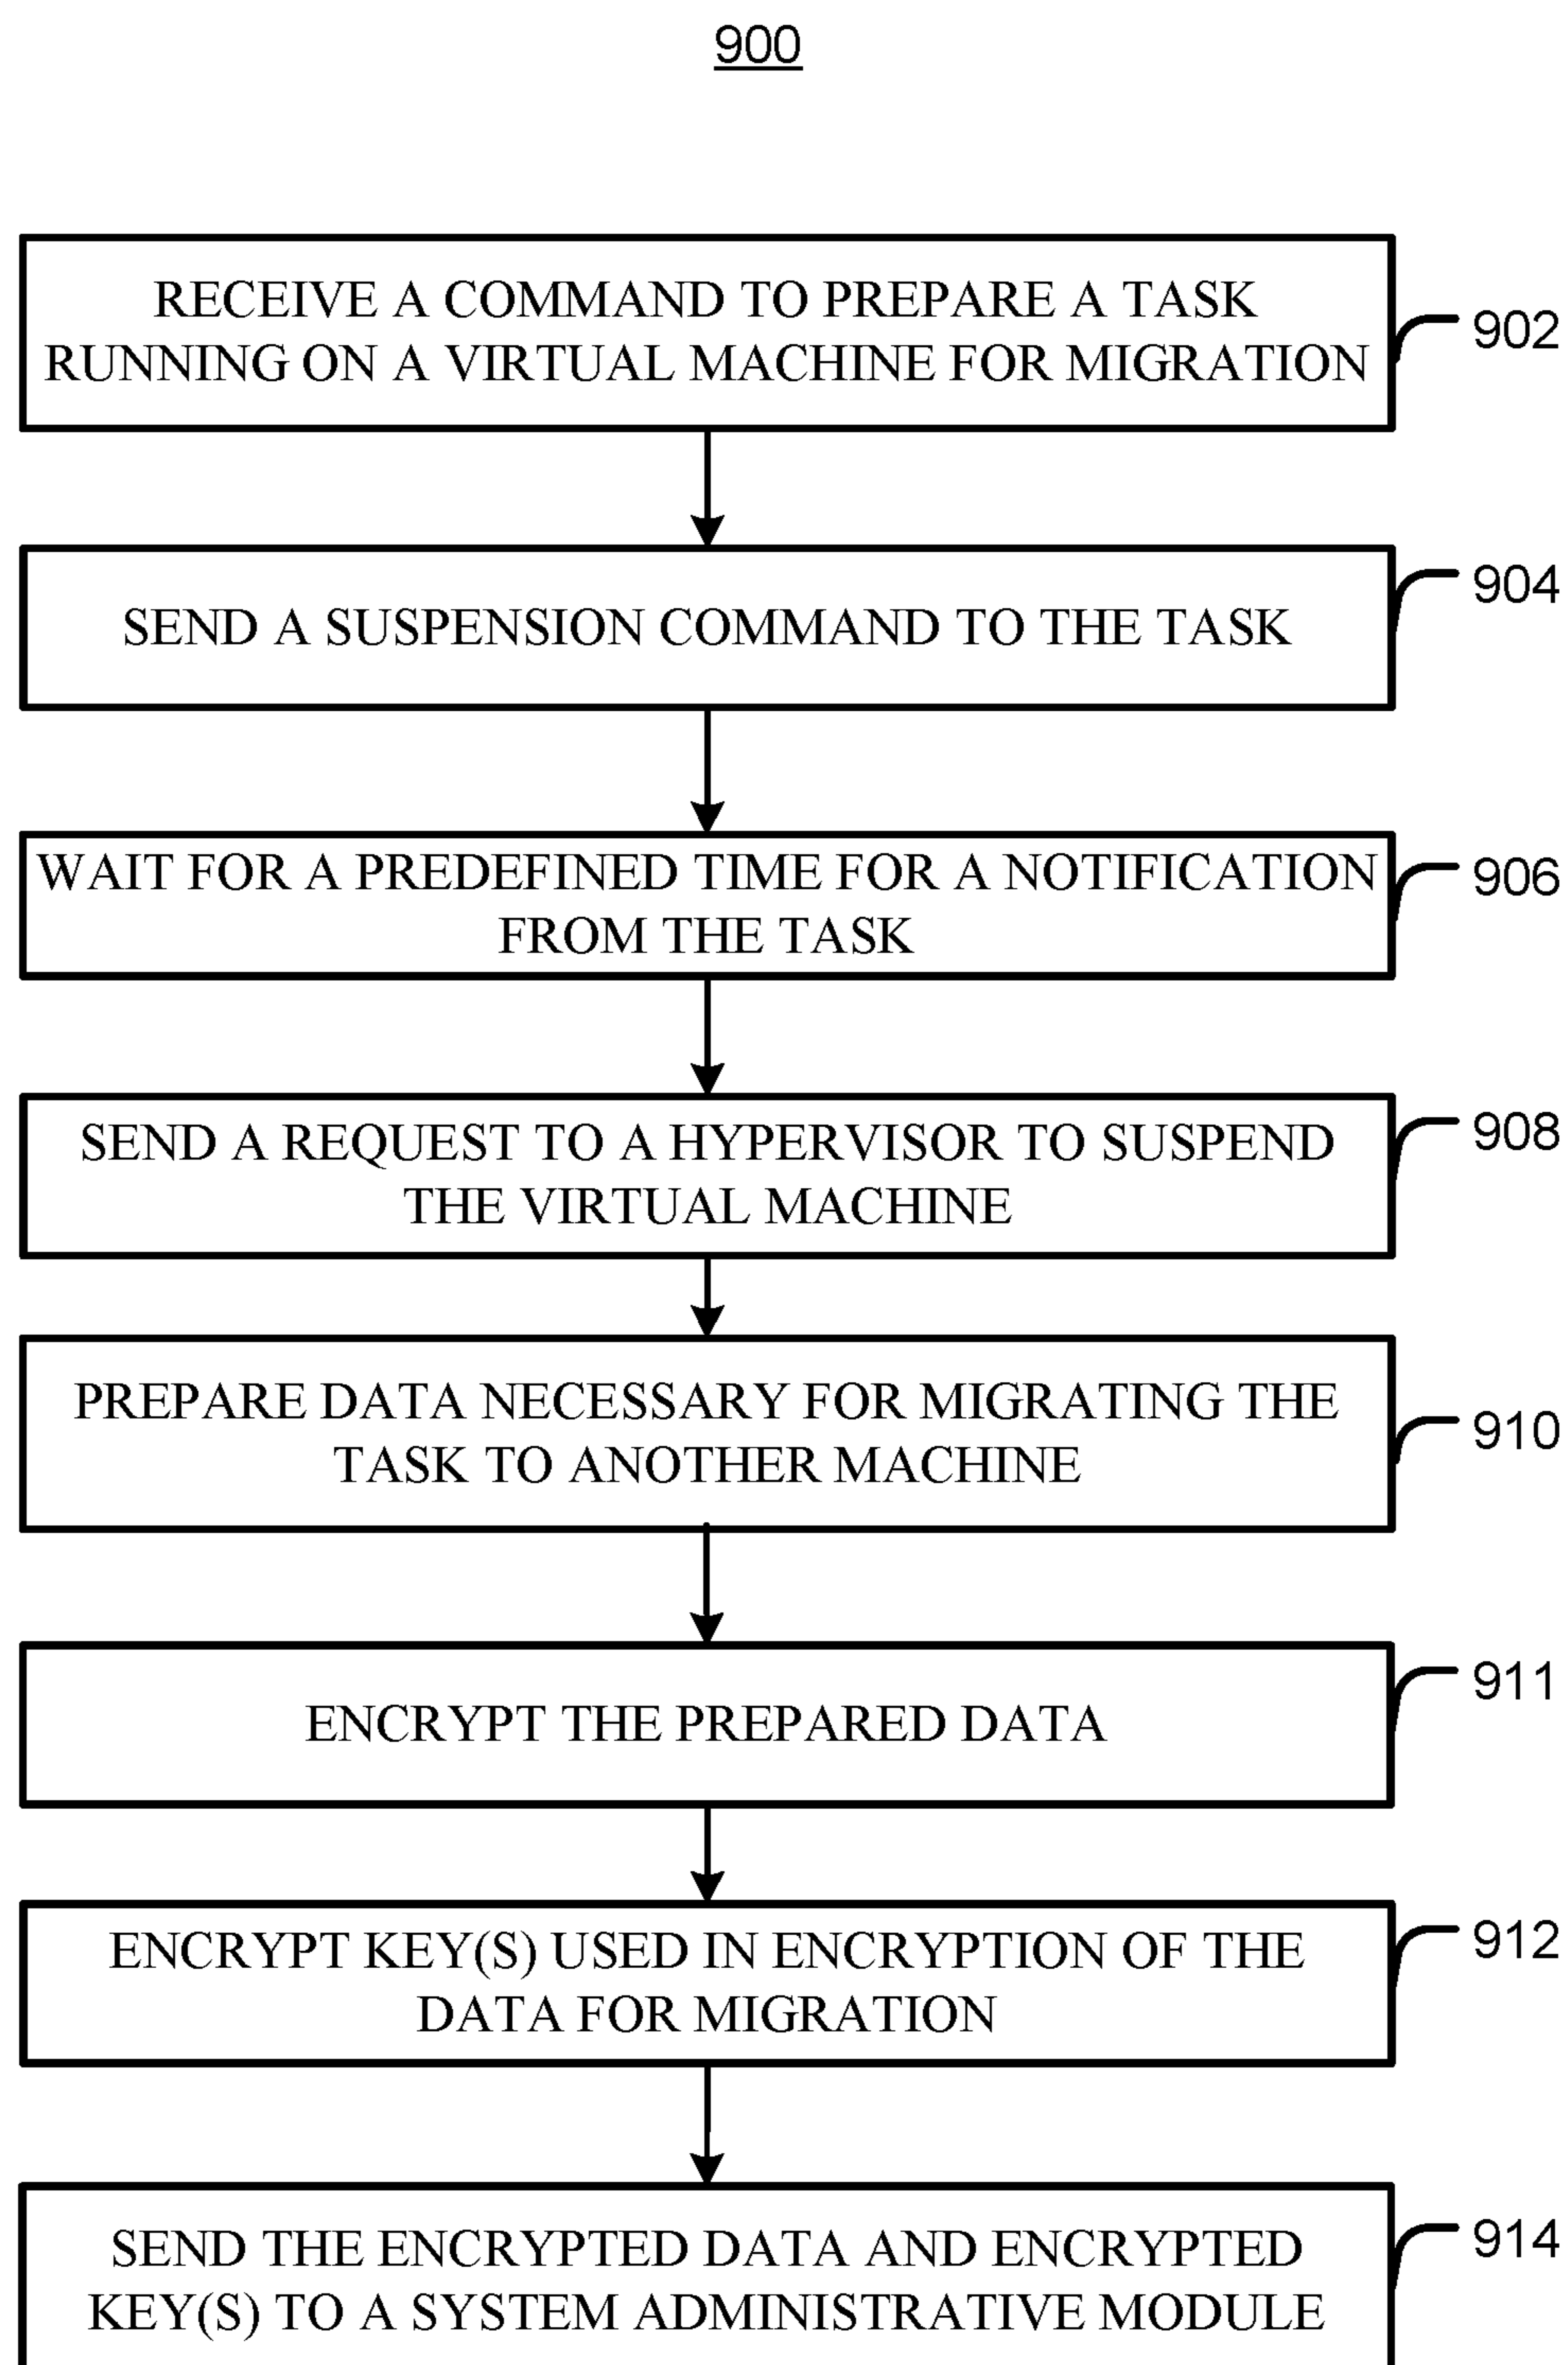 900
RECEIVE A COMMAND TO PREPARE A TASK
RUNNING ON A VIRTUAL MACHINE FOR MIGRATION
902
SEND A SUSPENSION COMMAND TO THE TASK
904
WAIT FOR A PREDEFINED TIME FOR A NOTIFICATION
FROM THE TASK
906
SEND A REQUEST TO A HYPERVISOR TO SUSPEND
THE VIRTUAL MACHINE
908
PREPARE DATA NECESSARY FOR MIGRATING THE
TASK TO ANOTHER MACHINE
910
ENCRYPT THE PREPARED DATA
911
ENCRYPT KEY(S) USED IN ENCRYPTION OF THE
DATA FOR MIGRATION
912
SEND THE ENCRYPTED DATA AND ENCRYPTED
KEY(S) TO A SYSTEM ADMINISTRATIVE MODULE
914